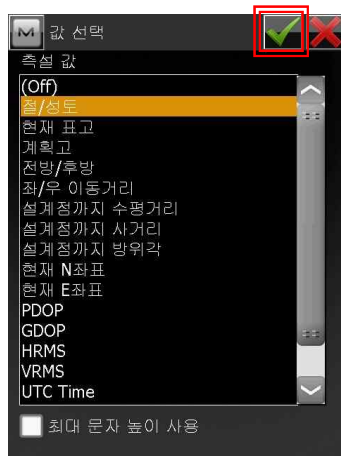 M 값 선택
측설 값
(Off)
절/성토
현재 표고
계획고
전방/후방
좌/우 이동거리
설계점까지 수평거리
설계점까지 사거리
설계점까지 방위각
현재 N좌표
현재 E좌표
PDOP
GDOP
HRMS
VRMS
UTC Time
최대 문자 높이 사용